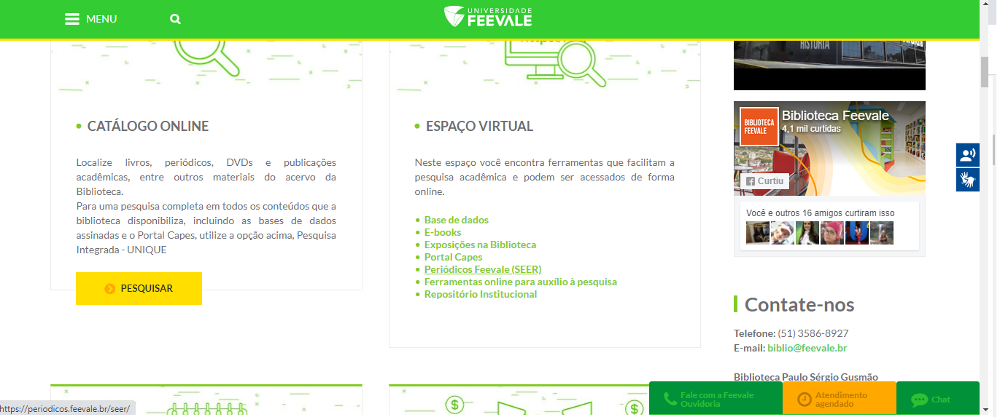 MENU
UNIVERSIDADE
FEEVALE
HISTÓRIA
CATÁLOGO ONLINE
Localize livros, periódicos, DVDs e publicações
acadêmicas, entre outros materiais do acervo da
Biblioteca.
Para uma pesquisa completa em todos os conteúdos que a
biblioteca disponibiliza, incluindo as bases de dados
assinadas e o Portal Capes, utilize a opção acima, Pesquisa
Integrada - UNIQUE
PESQUISAR
ESPAÇO VIRTUAL
Neste espaço você encontra ferramentas que facilitam a
pesquisa acadêmica e podem ser acessados de forma
online.
Base de dados
E-books
Exposições na Biblioteca
Portal Capes
Periódicos Feevale (SEER)
Ferramentas online para auxílio à pesquisa
Repositório Institucional
BIBLIOTECA
FEEVALE
Biblioteca Feevale
4,1 mil curtidas
Curtiu
Você e outros 16 amigos curtiram isso
Contate-nos
Telefone: (51) 3586-8927
E-mail: biblio@feevale.br
Biblioteca Paulo Sérgio Gusmão
Fale com a Feevale
Ouvidoria
Atendimento
agendado
Chat
https://periodicos.feevale.br/seer/